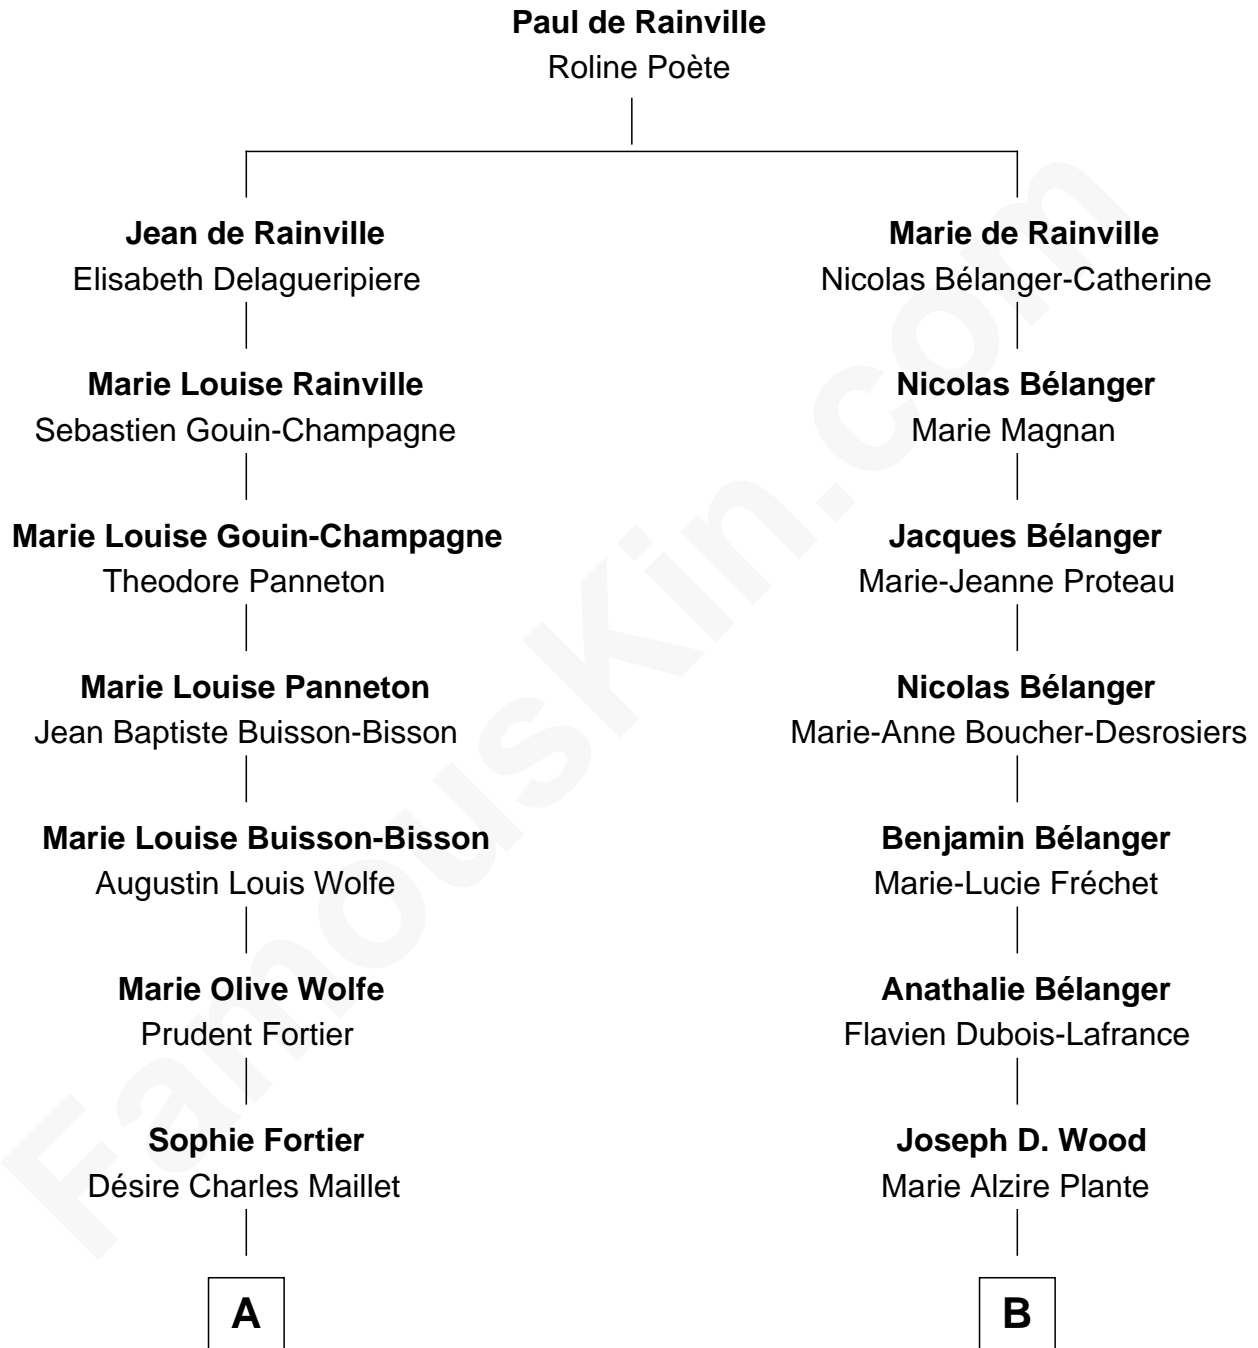 Paul de Rainville
Roline Poète
Jean de Rainville
Elisabeth Delagueripiere
Marie Louise Rainville
Sebastien Gouin-Champagne
Marie Louise Gouin-Champagne
Theodore Panneton
Marie Louise Panneton
Jean Baptiste Buisson-Bisson
Marie Louise Buisson-Bisson
Augustin Louis Wolfe
Marie Olive Wolfe
Prudent Fortier
Sophie Fortier
Désire Charles Maillet
A
Marie de Rainville
Nicolas Bélanger-Catherine
Nicolas Bélanger
Marie Magnan
Jacques Bélanger
Marie-Jeanne Proteau
Nicolas Bélanger
Marie-Anne Boucher-Desrosiers
Benjamin Bélanger
Marie-Lucie Fréchet
Anathalie Bélanger
Flavien Dubois-Lafrance
Joseph D. Wood
Marie Alzire Plante
B
FamousKin.com